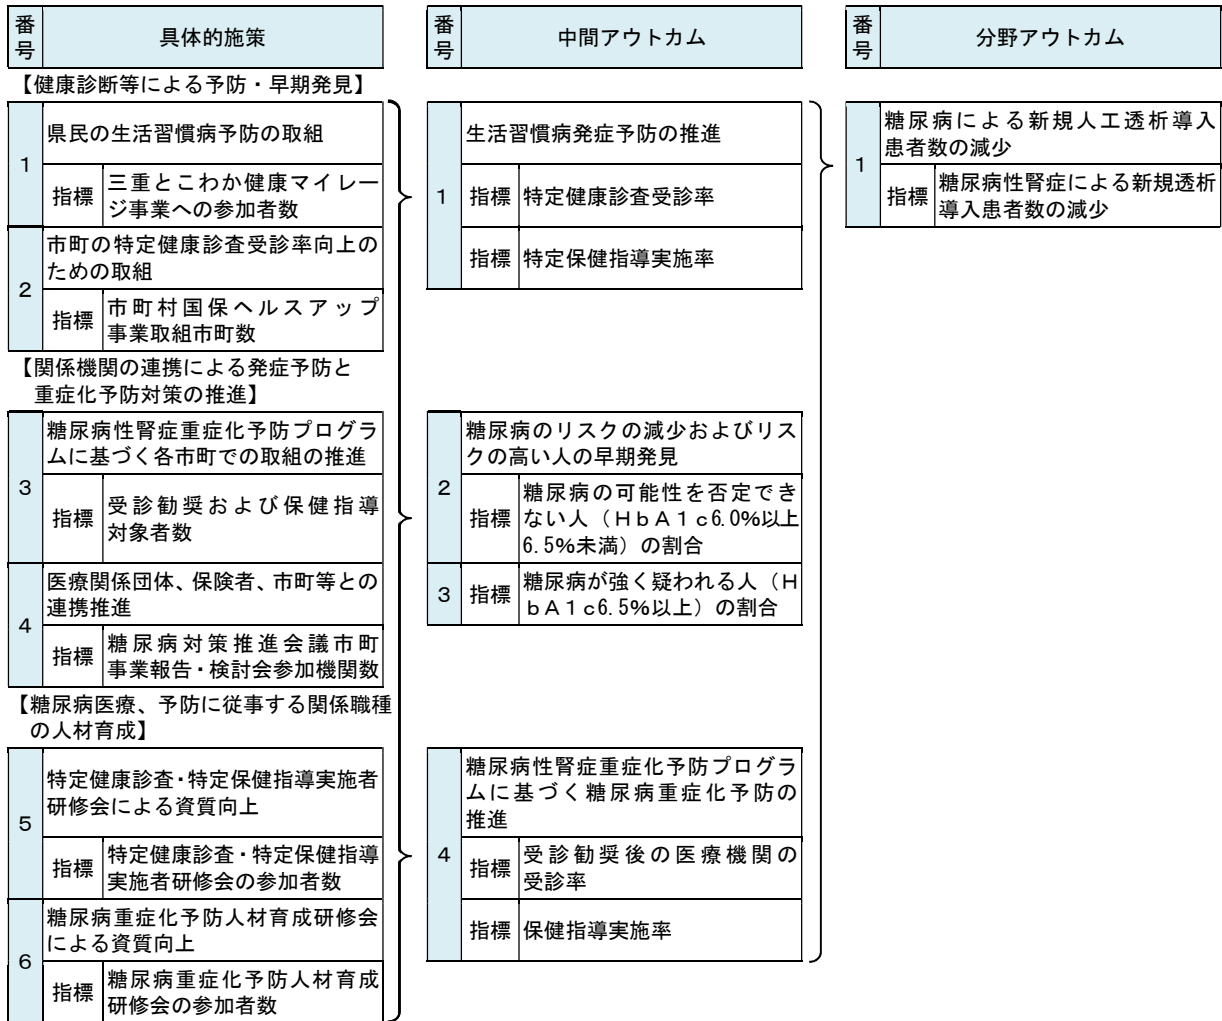 番号
具体的施策
【健康診断等による予防・早期発見】
1
県民の生活習慣病予防の取組
指標
三重とこわか健康マイレー
ジ事業への参加者数
2
市町の特定健康診査受診率向上の
ための取組
指標
市町村国保ヘルスアップ
事業取組市町数
【関係機関の連携による発症予防と
重症化予防対策の推進】
3
糖尿病性腎症重症化予防プログラ
ムに基づく各市町での取組の推進
指標
受診勧奨および保健指導
対象者数
4
医療関係団体、保険者、市町等との
連携推進
指標
糖尿病対策推進会議市町
事業報告・検討会参加機関数
【糖尿病医療、予防に従事する関係職種
の人材育成】
5
特定健康診査・特定保健指導実施者
研修会による資質向上
指標
特定健康診査・特定保健指導
実施者研修会の参加者数
6
糖尿病重症化予防人材育成研修会
による資質向上
指標
糖尿病重症化予防人材育成
研修会の参加者数
番号
中間アウトカム
1
生活習慣病発症予防の推進
指標
特定健康診査受診率
指標
特定保健指導実施率
2
糖尿病のリスクの減少およびリス
クの高い人の早期発見
指標
糖尿病の可能性を否定でき
ない人（ＨｂＡ１ｃ6.0%以上
6.5%未満）の割合
3
指標
糖尿病が強く疑われる人（Ｈ
ｂＡ１ｃ6.5%以上）の割合
4
糖尿病性腎症重症化予防プログラ
ムに基づく糖尿病重症化予防の
推進
指標
受診勧奨後の医療機関の
受診率
指標
保健指導実施率
番号
分野アウトカム
1
糖尿病による新規人工透析導入
患者数の減少
指標
糖尿病性腎症による新規透析
導入患者数の減少